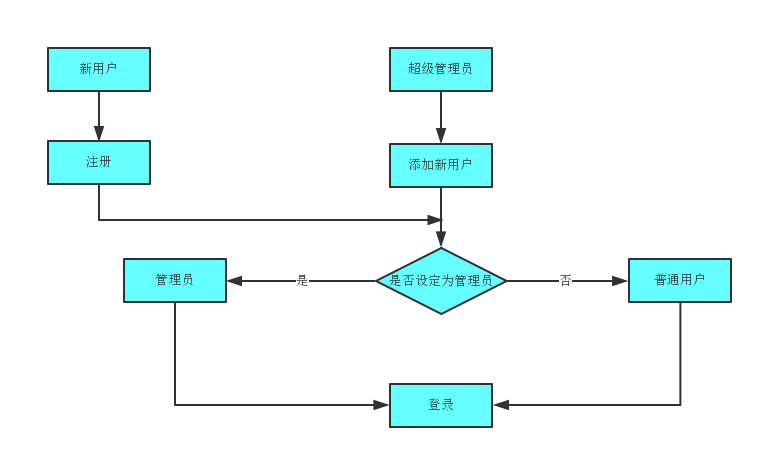 新用户
超级管理员
注册
添加新用户
管理员
是
是否设定为管理员
否
普通用户
登录